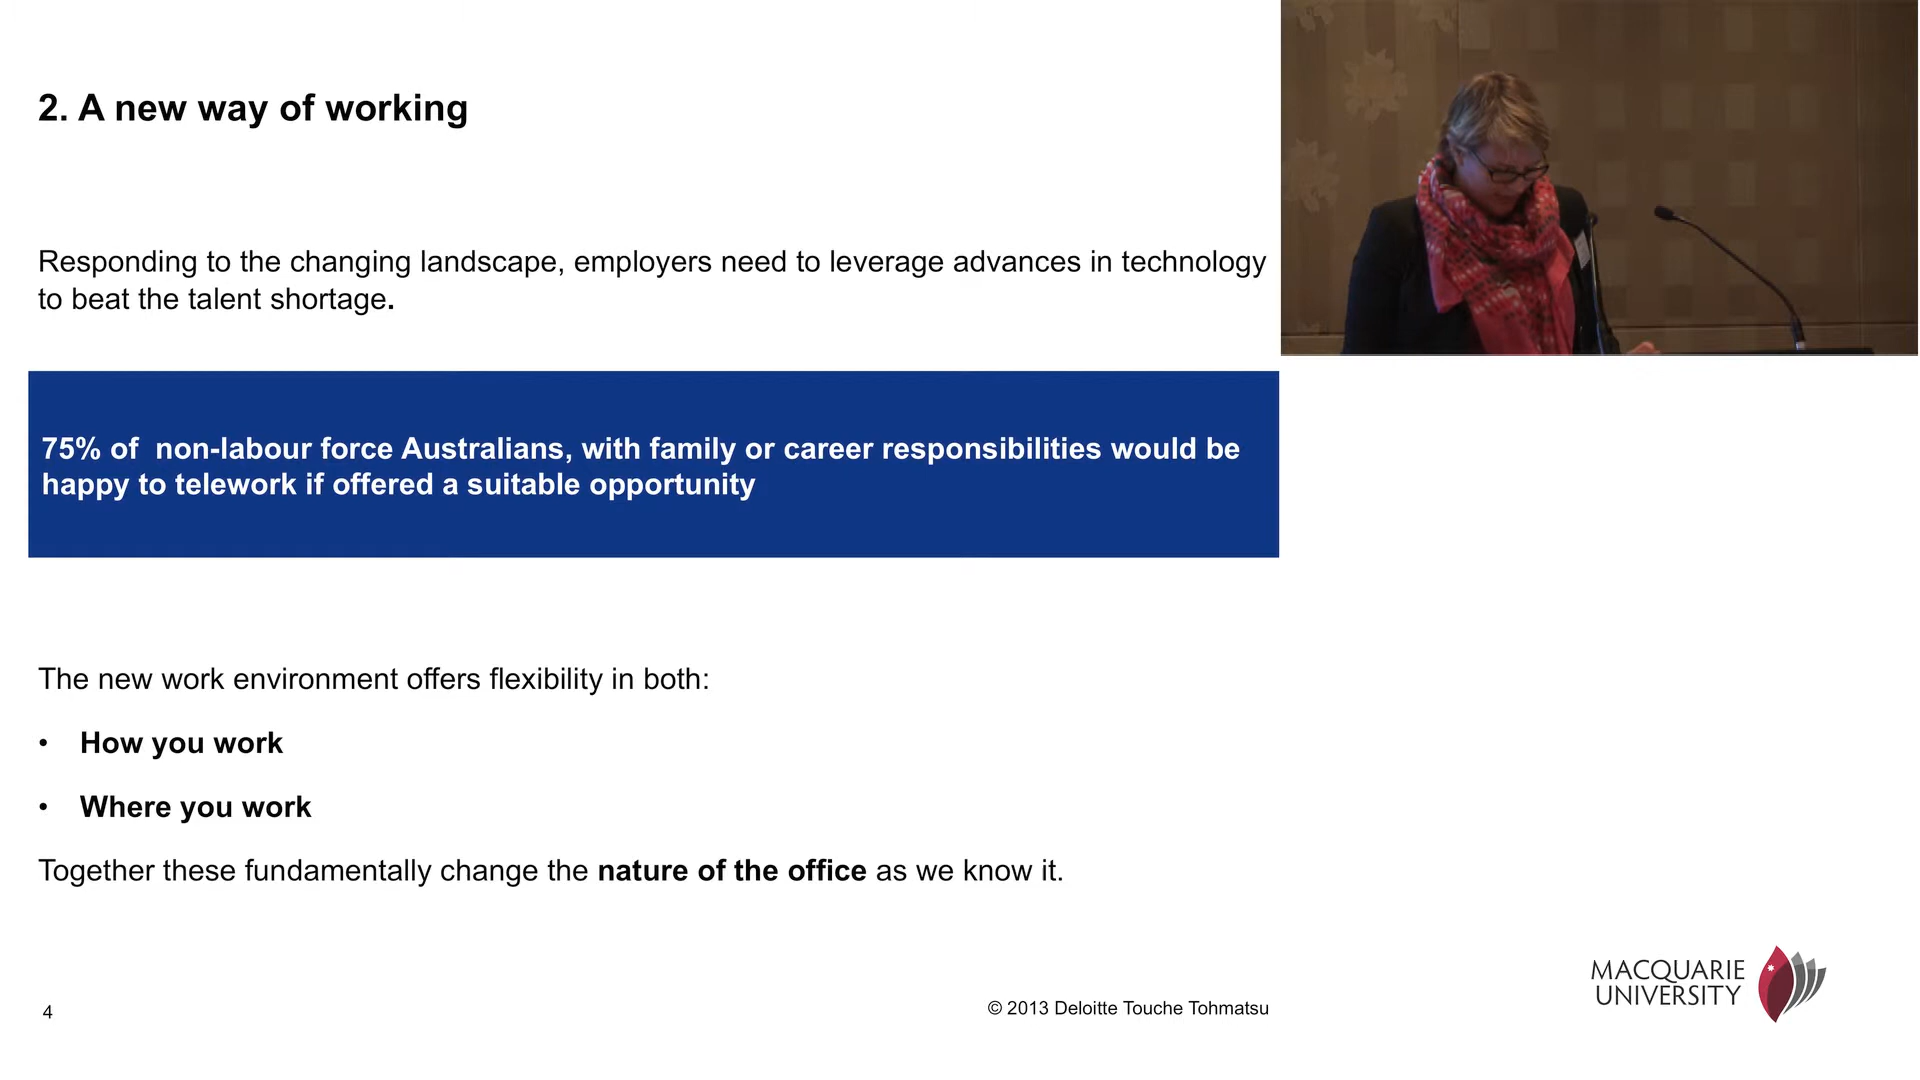 2. A new way of working
Responding to the changing landscape, employers need to leverage advances in technology
to beat the talent shortage.
75% of  non-labour force Australians, with family or career responsibilities would be
happy to telework if offered a suitable opportunity
The new work environment offers flexibility in both:
• How you work
• Where you work
Together these fundamentally change the nature of the office as we know it.
4
© 2013 Deloitte Touche Tohmatsu
MACQUARIE
UNIVERSITY